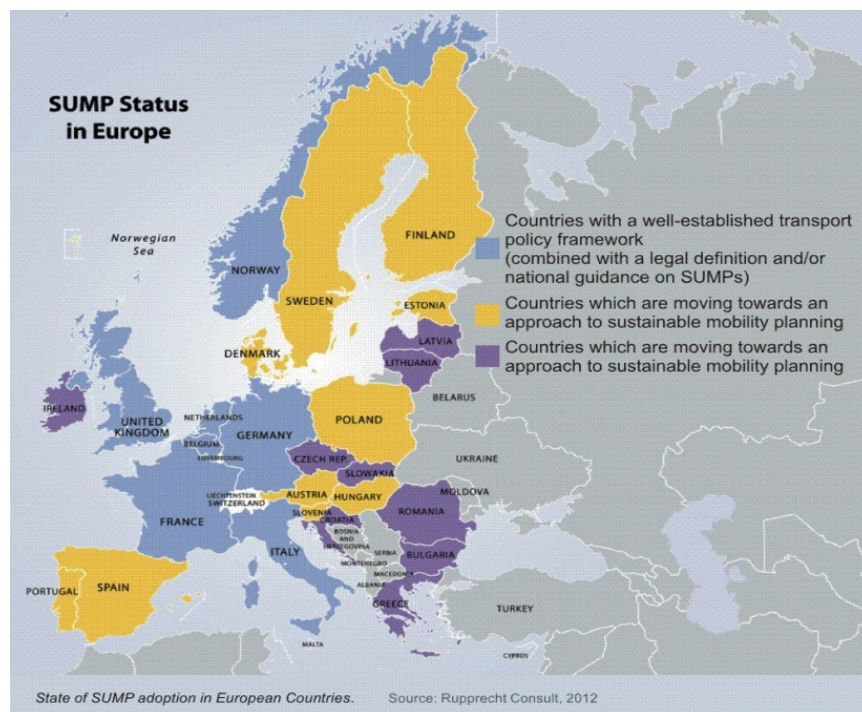 SUMP Status
in Europe
Norwegian
Sea
FINLAND
NORWAY
SWEDEN
ESTONIA
Countries with a well-established transport
policy framework
(combined with a legal definition and/or
national guidance on SUMPs)
Countries which are moving towards an
approach to sustainable mobility planning
Countries which are moving towards an
approach to sustainable mobility planning
LATVIA
DENMARK
LITHUANIA
BELARUS
IRELAND
UNITED
KINGDOM
NETHERLANDS
POLAND
GERMANY
BELGIUM
LUXEMBOURG
CZECH REP.
UKRAINE
SLOWAKIA
LIECHTENSTEIN
SWITZERLAND
AUSTRIA
HUNGARY
MOLDOVA
FRANCE
SLOVENIA
CROATIA
ROMANIA
BOSNIA
AND
HERZEGOVINA
ITALY
SERBIA
BULGARIA
MONTENEGRO
MACEDONIA
ALBANIA
PORTUGAL
SPAIN
GREECE
TURKEY
MALTA
CYPRUS
State of SUMP adoption in European Countries.
Source: Rupprecht Consult, 2012